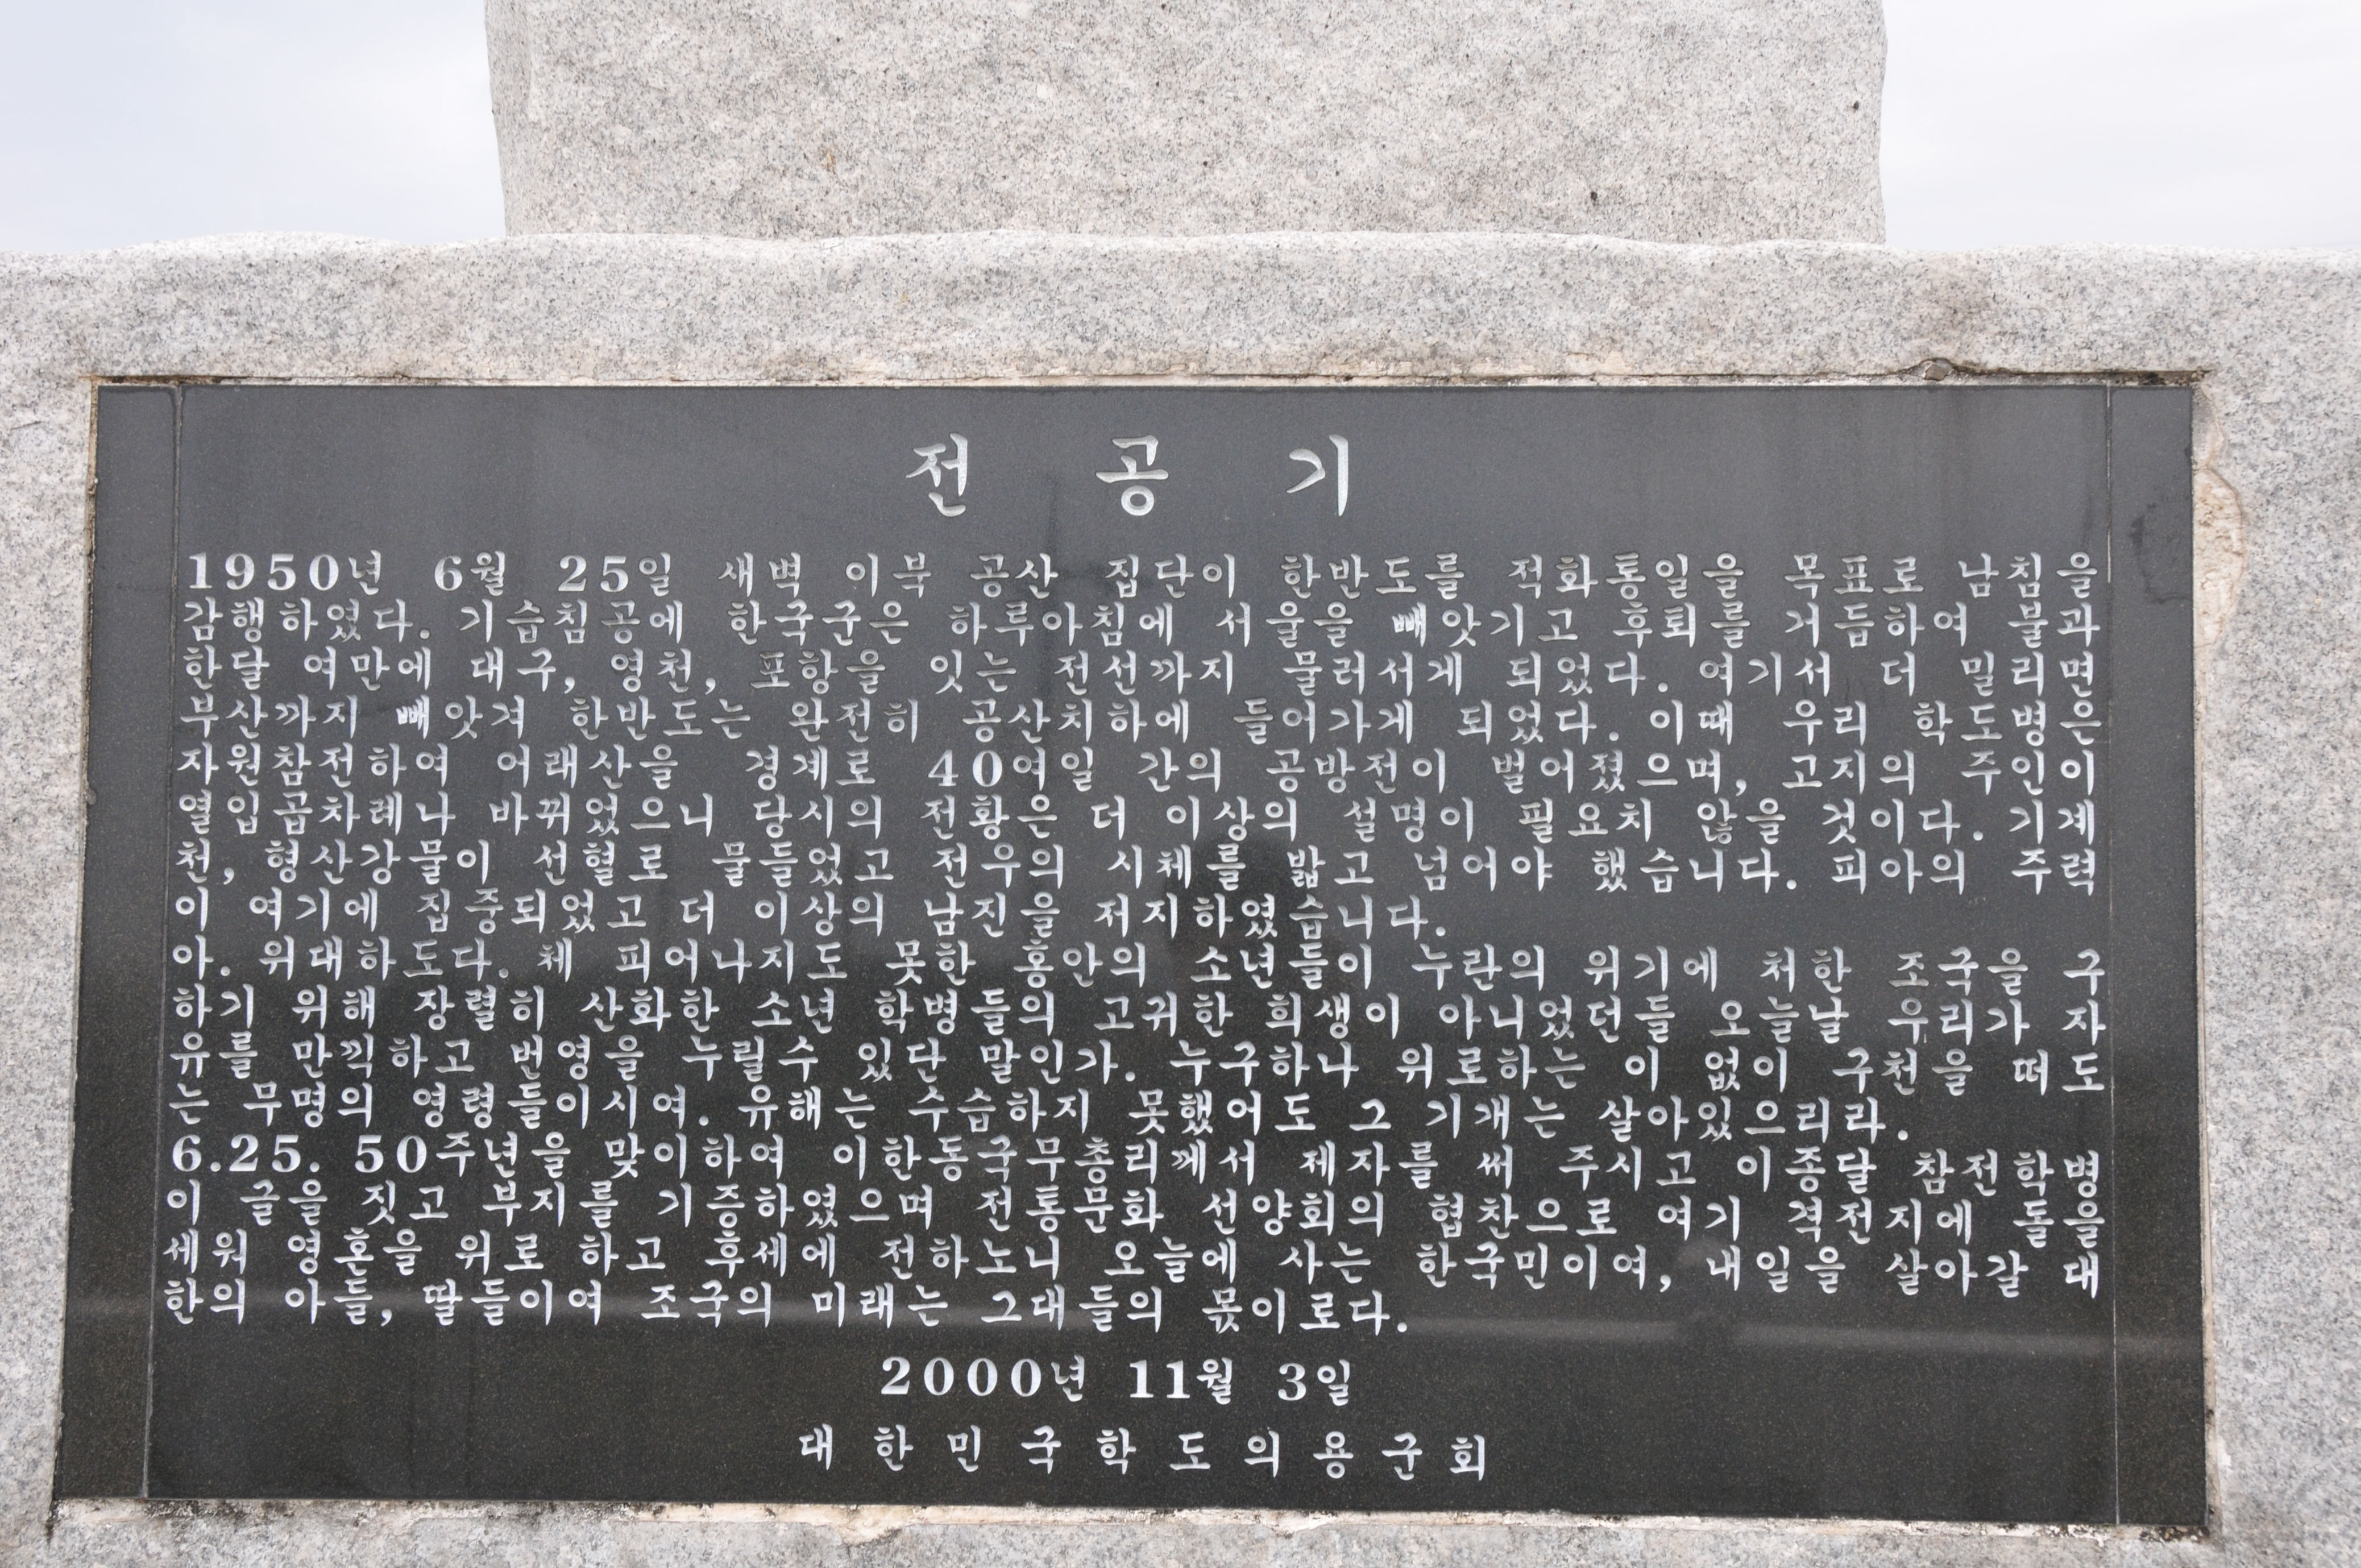 전 공 기
1950년 6월 25일 새벽 이북 공산 집단이 한반도를 적화통일을 목표로 남침을
감행하였다. 기습침공에 한국군은 하루아침에 서울을 빼앗기고 후퇴를 거듬하여 불과
한달 여만에 대구, 영천, 포항을 잇는 전선까지 물러서게 되었다. 여기서 더 밀리면
부산까지 빼앗겨 한반도는 완전히 공산치하에 들어가게 되었다. 이때 우리 학도병은
자원참전하여 어래산을 경계로 40여일 간의 공방전이 벌어졌으며, 고지의 주인이
열입곱차례나 바뀌었으니 당시의 전황은 더 이상의 설명이 필요치 않을 것이다. 기계
천, 형산강물이 선혈로 물들었고 전우의 시체를 밟고 넘어야 했습니다. 피아의 주력
이 여기에 집중되었고 더 이상의 남진을 저지하였습니다.
아. 위대하도다. 체 피어나지도 못한 홍안의 소년들이 누란의 위기에 처한 조국을 구
하기 위해 장렬히 산화한 소년 학병들의 고귀한 희생이 아니었던들 오늘날 우리가 자
유를 만끽하고 번영을 누릴수 있단 말인가. 누구하나 위로하는 이 없이 구천을 떠도
는 무명의 영령들이시여. 유해는 수습하지 못했어도 그 기개는 살아있으리라.
6.25. 50주년을 맞이하여 이한동국무총리께서 제자를 써 주시고 이종달 참전학병
이 글을 짓고 부지를 기증하였으며 전통문화 선양회의 협찬으로 여기 격전지에 돌을
세워 영혼을 위로하고 후세에 전하노니 오늘에 사는 한국민이여, 내일을 살아갈 대
한의 아들, 딸들이여 조국의 미래는 그대들의 몫이로다.
2000년 11월 3일
대한민국학도의용군회